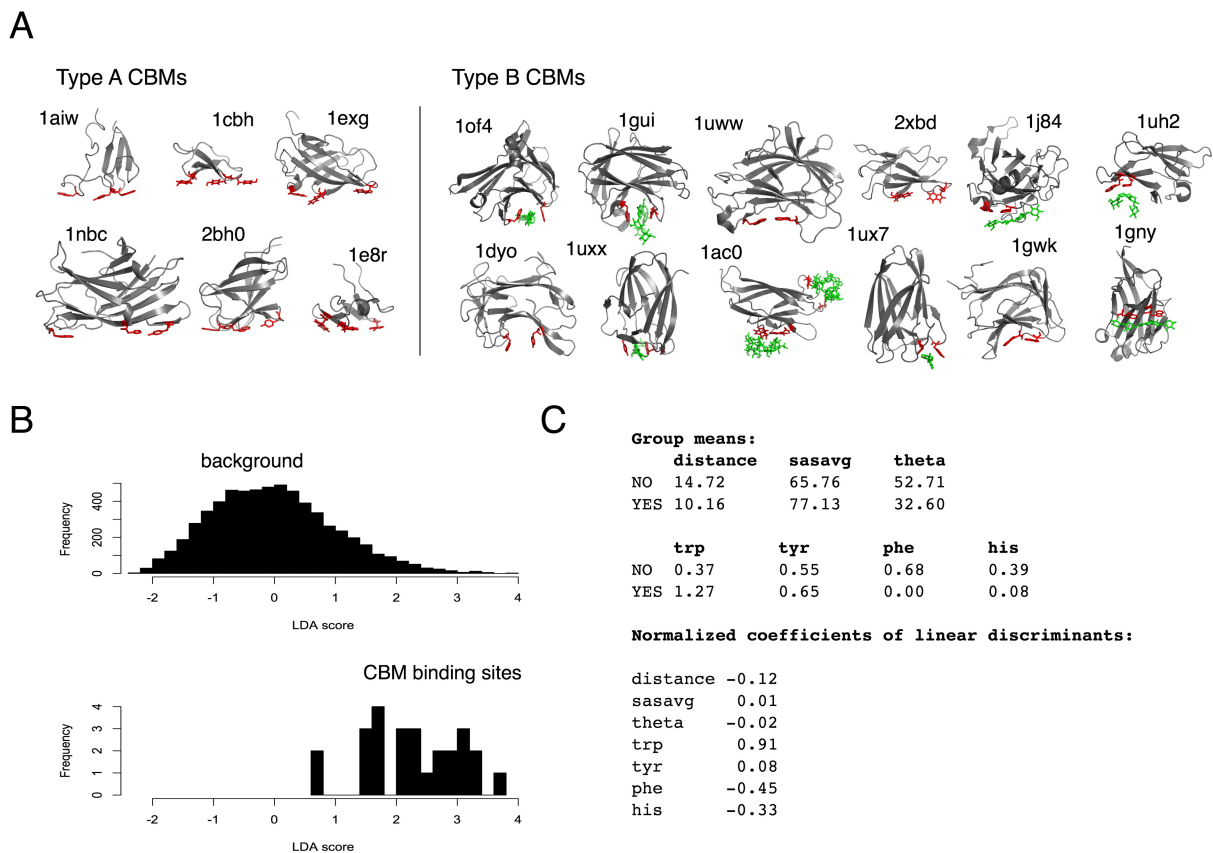 A
Type A CBMs
Type B CBMs
1aiw
1cbh
1exg
1nbc
2bh0
1e8r
1of4
1gui
1uww
2xbd
1j84
1uh2
1dyo
1uxx
1ac0
1ux7
1gwk
1gny
B
background
Frequency
0 200 400
-2 -1 0 1 2 3 4
LDA score
CBM binding sites
Frequency
0 1 2 3 4
-2 -1 0 1 2 3 4
LDA score
C
Group means:
distance sasavg theta
NO 14.72 65.76 52.71
YES 10.16 77.13 32.60
trp tyr phe his
NO 0.37 0.55 0.68 0.39
YES 1.27 0.65 0.00 0.08
Normalized coefficients of linear discriminants:
distance -0.12
sasavg 0.01
theta -0.02
trp 0.91
tyr 0.08
phe -0.45
his -0.33